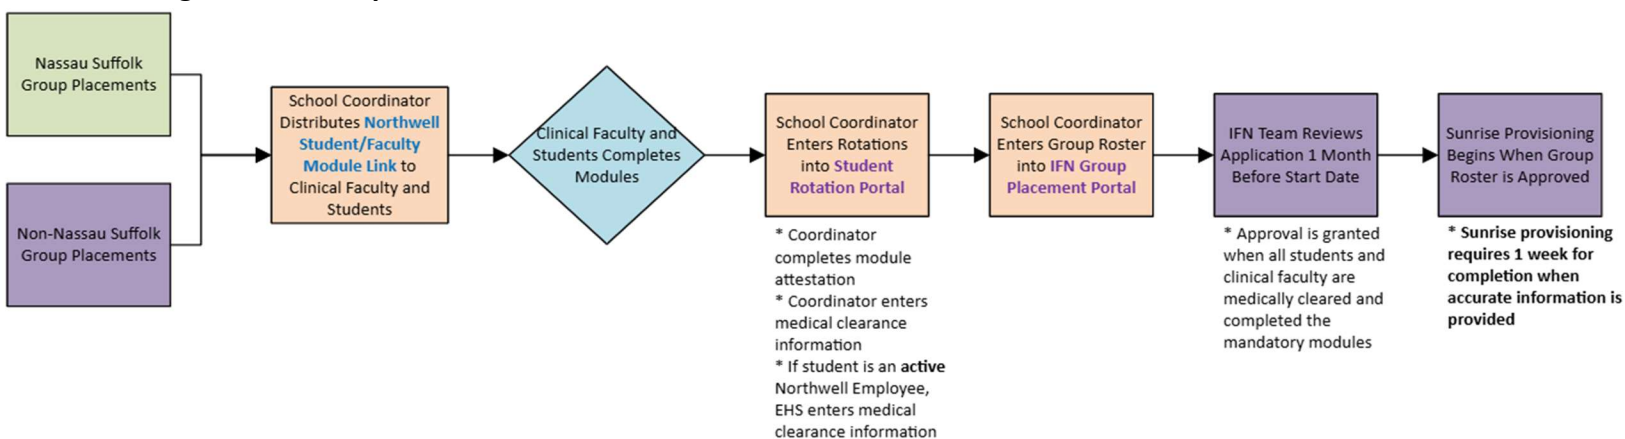 Nassau Suffolk
Group Placements
Non-Nassau Suffolk
Group Placements
School Coordinator
Distributes Northwell
Student/Faculty
Module Link to
Clinical Faculty and
Students
Clinical Faculty and
Students Completes
Modules
School Coordinator
Enters Rotations
into Student
Rotation Portal
* Coordinator
completes module
attestation
* Coordinator enters
medical clearance
information
* If student is an active
Northwell Employee,
EHS enters medical
clearance information
School Coordinator
Enters Group Roster
into IFN Group
Placement Portal
IFN Team Reviews
Application 1 Month
Before Start Date
* Approval is granted
when all students and
clinical faculty are
medically cleared and
completed the
mandatory modules
Sunrise Provisioning
Begins When Group
Roster is Approved
* Sunrise provisioning
requires 1 week for
completion when
accurate information is
provided